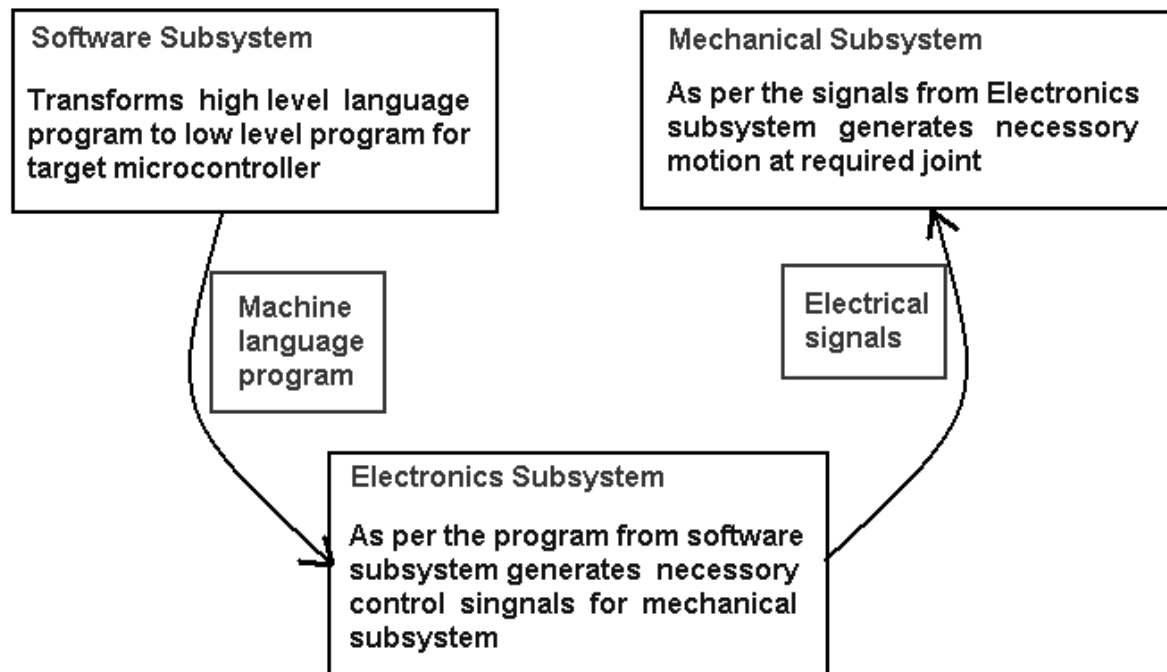 Software Subsystem
Transforms high level language
program to low level program for
target microcontroller
Mechanical Subsystem
As per the signals from Electronics
subsystem generates necessary
motion at required joint
Machine
language
program
Electrical
signals
Electronics Subsystem
As per the program from software
subsystem generates necessary
control singnals for mechanical
subsystem